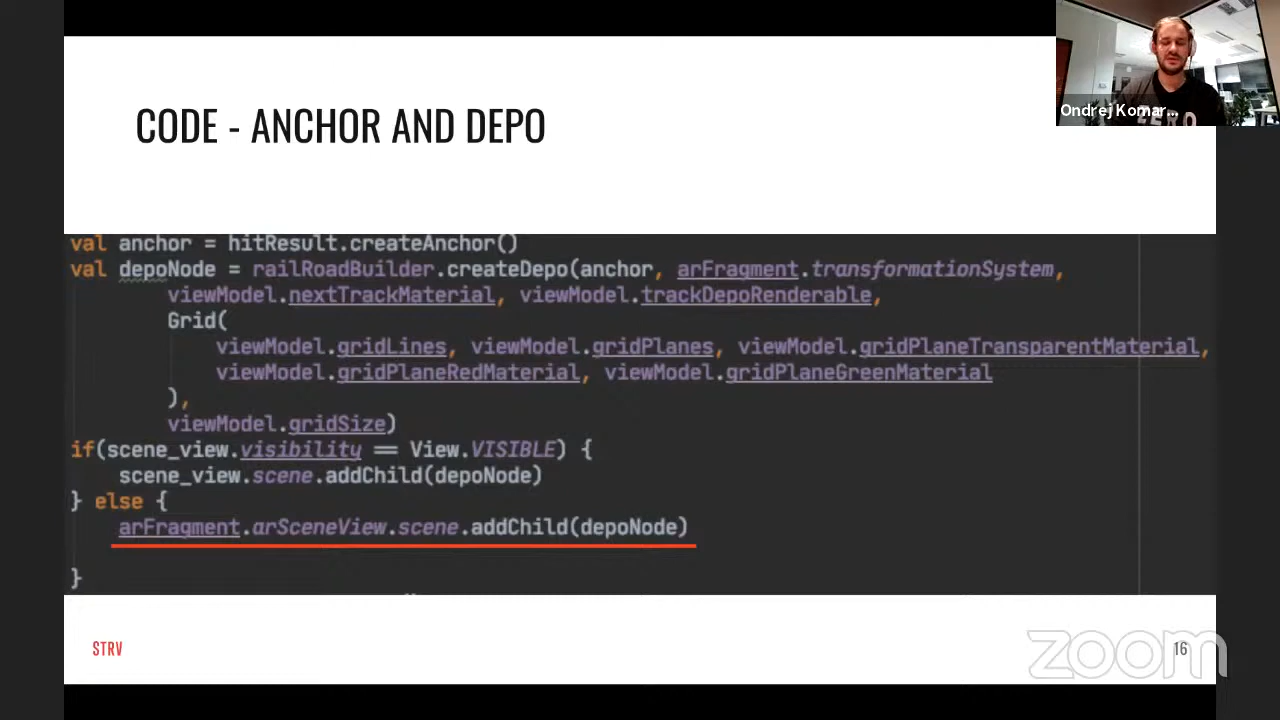 CODE - ANCHOR AND DEPO
Ondrej Komar...
ZERO
val anchor = hitResult.createAnchor()
val depoNode = railRoadBuilder.createDepo(anchor, arFragment.transformationSystem,
viewModel.nextTrackMaterial, viewModel.trackDepoRenderable,
Grid(
viewModel.gridLines, viewModel.gridPlanes, viewModel.gridPlaneTransparentMaterial,
viewModel.gridPlaneRedMaterial, viewModel.gridPlaneGreenMaterial
),
viewModel.gridSize)
if(scene_view.visibility == View.VISIBLE) {
scene_view.scene.addChild(depoNode)
} else {
arFragment.arSceneView.scene.addChild(depoNode)
}
STRV
zoom
16